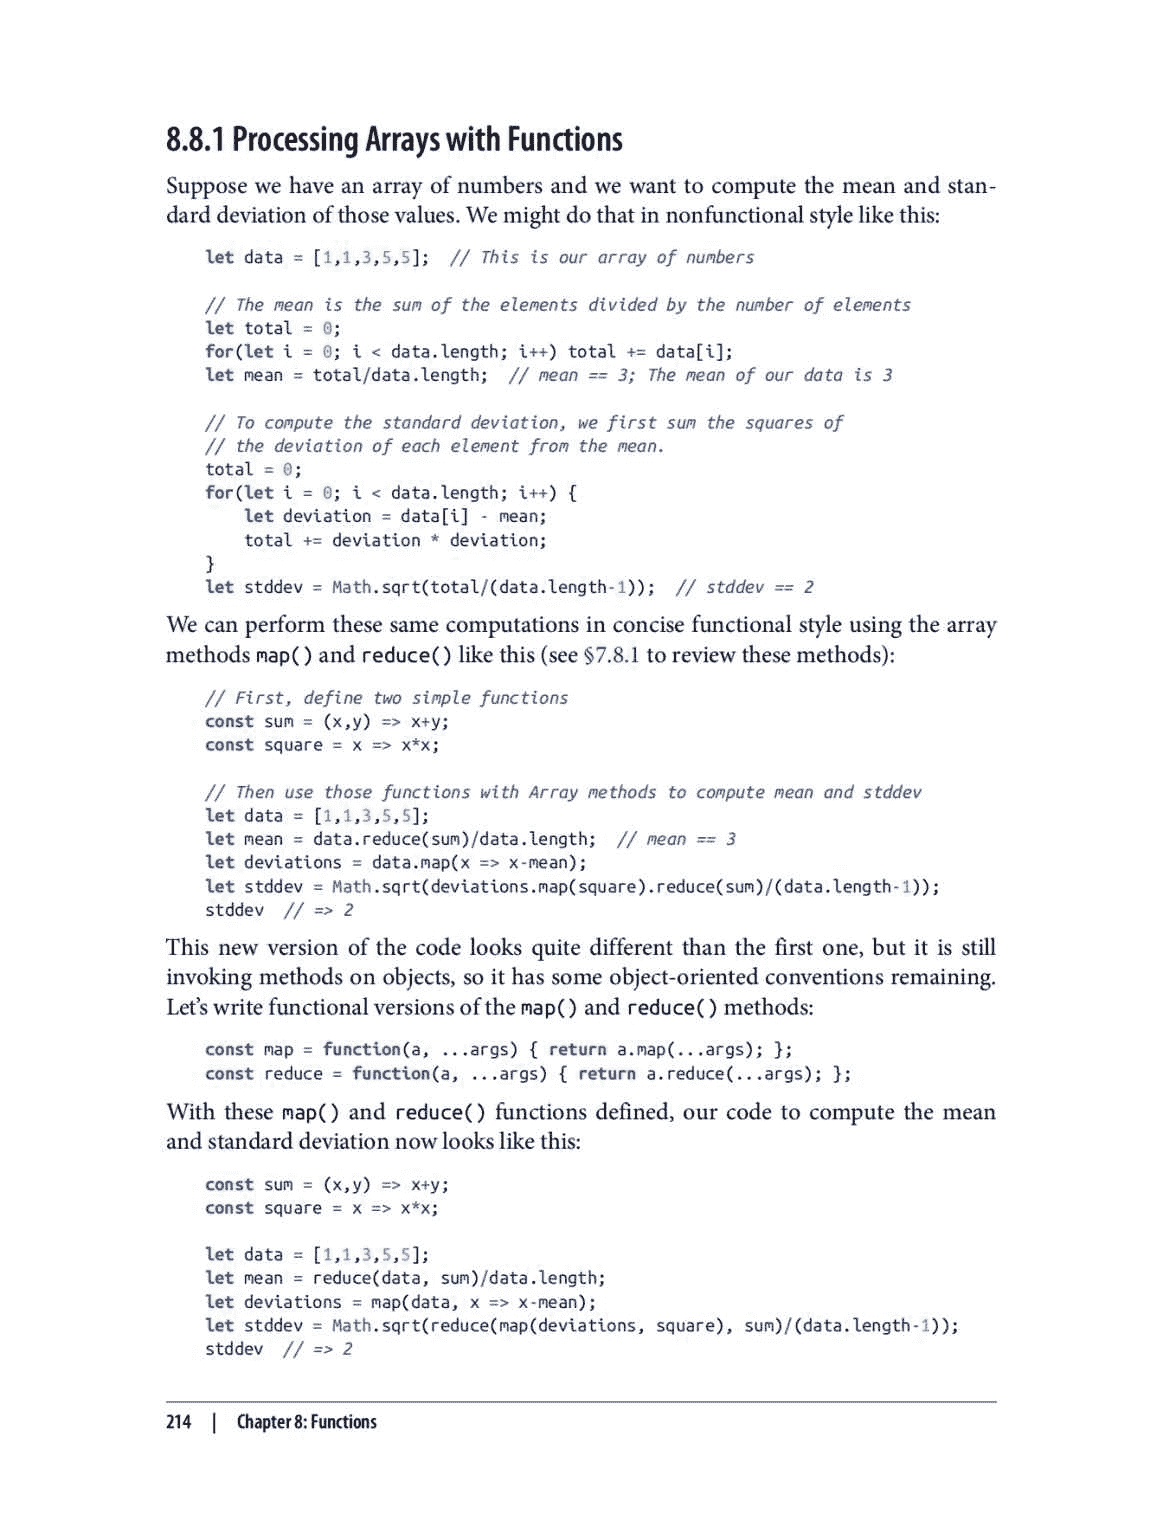 8.8.1 Processing Arrays with Functions
Suppose we have an array of numbers and we want to compute the mean and stan-
dard deviation of those values. We might do that in nonfunctional style like this:
let data = [1,1,3,5,5];  // This is our array of numbers
// The mean is the sum of the elements divided by the number of elements
let total = 0;
for(let i = 0; i < data.length; i++) total += data[i];
let mean = total/data.length;  // mean == 3; The mean of our data is 3
// To compute the standard deviation, we first sum the squares of
// the deviation of each element from the mean.
total = 0;
for(let i = 0; i < data.length; i++) {
    let deviation = data[i] - mean;
    total += deviation * deviation;
}
let stddev = Math.sqrt(total/(data.length-1));  // stddev == 2
We can perform these same computations in concise functional style using the array
methods map() and reduce() like this (see §7.8.1 to review these methods):
// First, define two simple functions
const sum = (x,y) => x+y;
const square = x => x*x;
// Then use those functions with Array methods to compute mean and stddev
let data = [1,1,3,5,5];
let mean = data.reduce(sum)/data.length;  // mean == 3
let deviations = data.map(x => x-mean);
let stddev = Math.sqrt(deviations.map(square).reduce(sum)/(data.length-1));
stddev  // => 2
This new version of the code looks quite different than the first one, but it is still
invoking methods on objects, so it has some object-oriented conventions remaining.
Let's write functional versions of the map() and reduce() methods:
const map = function(a, ...args) { return a.map(...args); };
const reduce = function(a, ...args) { return a.reduce(...args); };
With these map() and reduce() functions defined, our code to compute the mean
and standard deviation now looks like this:
const sum = (x,y) => x+y;
const square = x => x*x;
let data = [1,1,3,5,5];
let mean = reduce(data, sum)/data.length;
let deviations = map(data, x => x-mean);
let stddev = Math.sqrt(reduce(map(deviations, square), sum)/(data.length-1));
stddev  // => 2
214 | Chapter 8: Functions